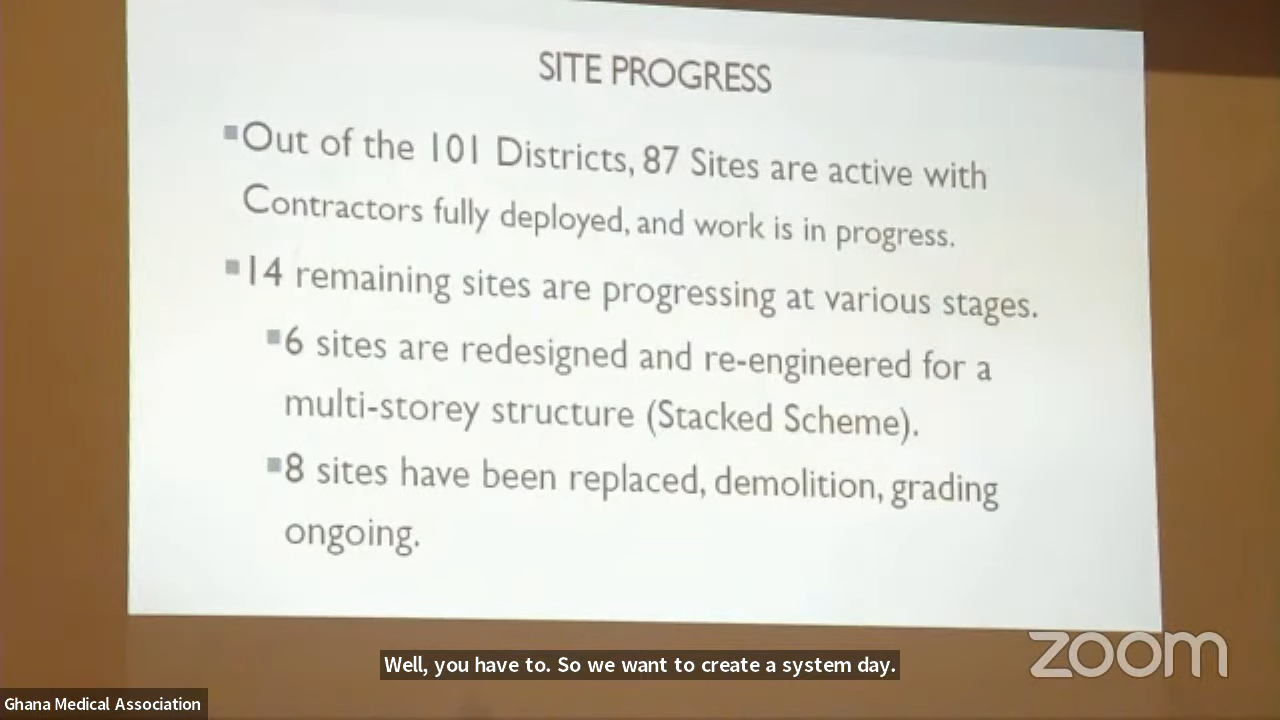 SITE PROGRESS
▪Out of the 101 Districts, 87 Sites are active with
Contractors fully deployed, and work is in progress.
▪14 remaining sites are progressing at various stages.
▪6 sites are redesigned and re-engineered for a
multi-storey structure (Stacked Scheme).
▪8 sites have been replaced, demolition, grading
ongoing.
Well, you have to. So we want to create a system day.
zoom
Ghana Medical Association